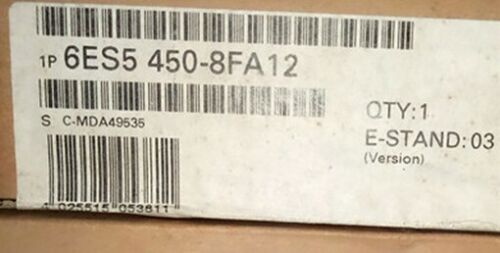 1P 6ES5 450-8FA12
S C-MDA49535
QTY:1
E-STAND:03
(Version)
4 025515 053811